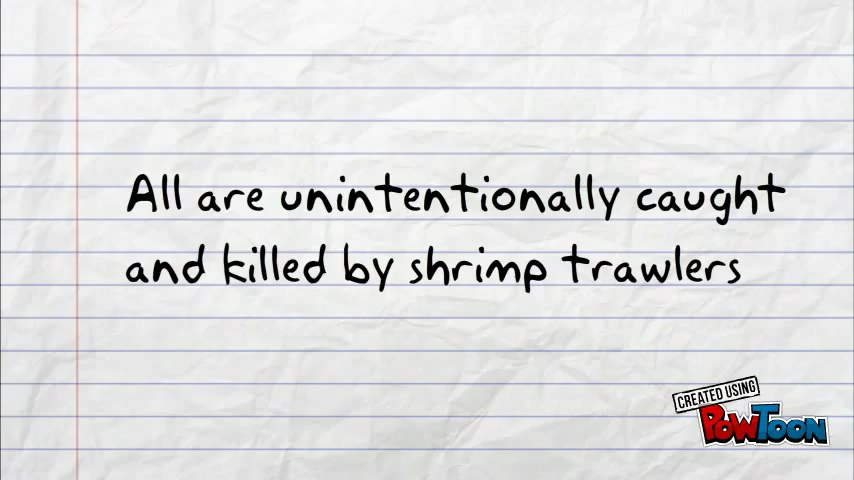 All are unintentionally caught
and killed by shrimp trawlers
CREATED USING
POWTOON